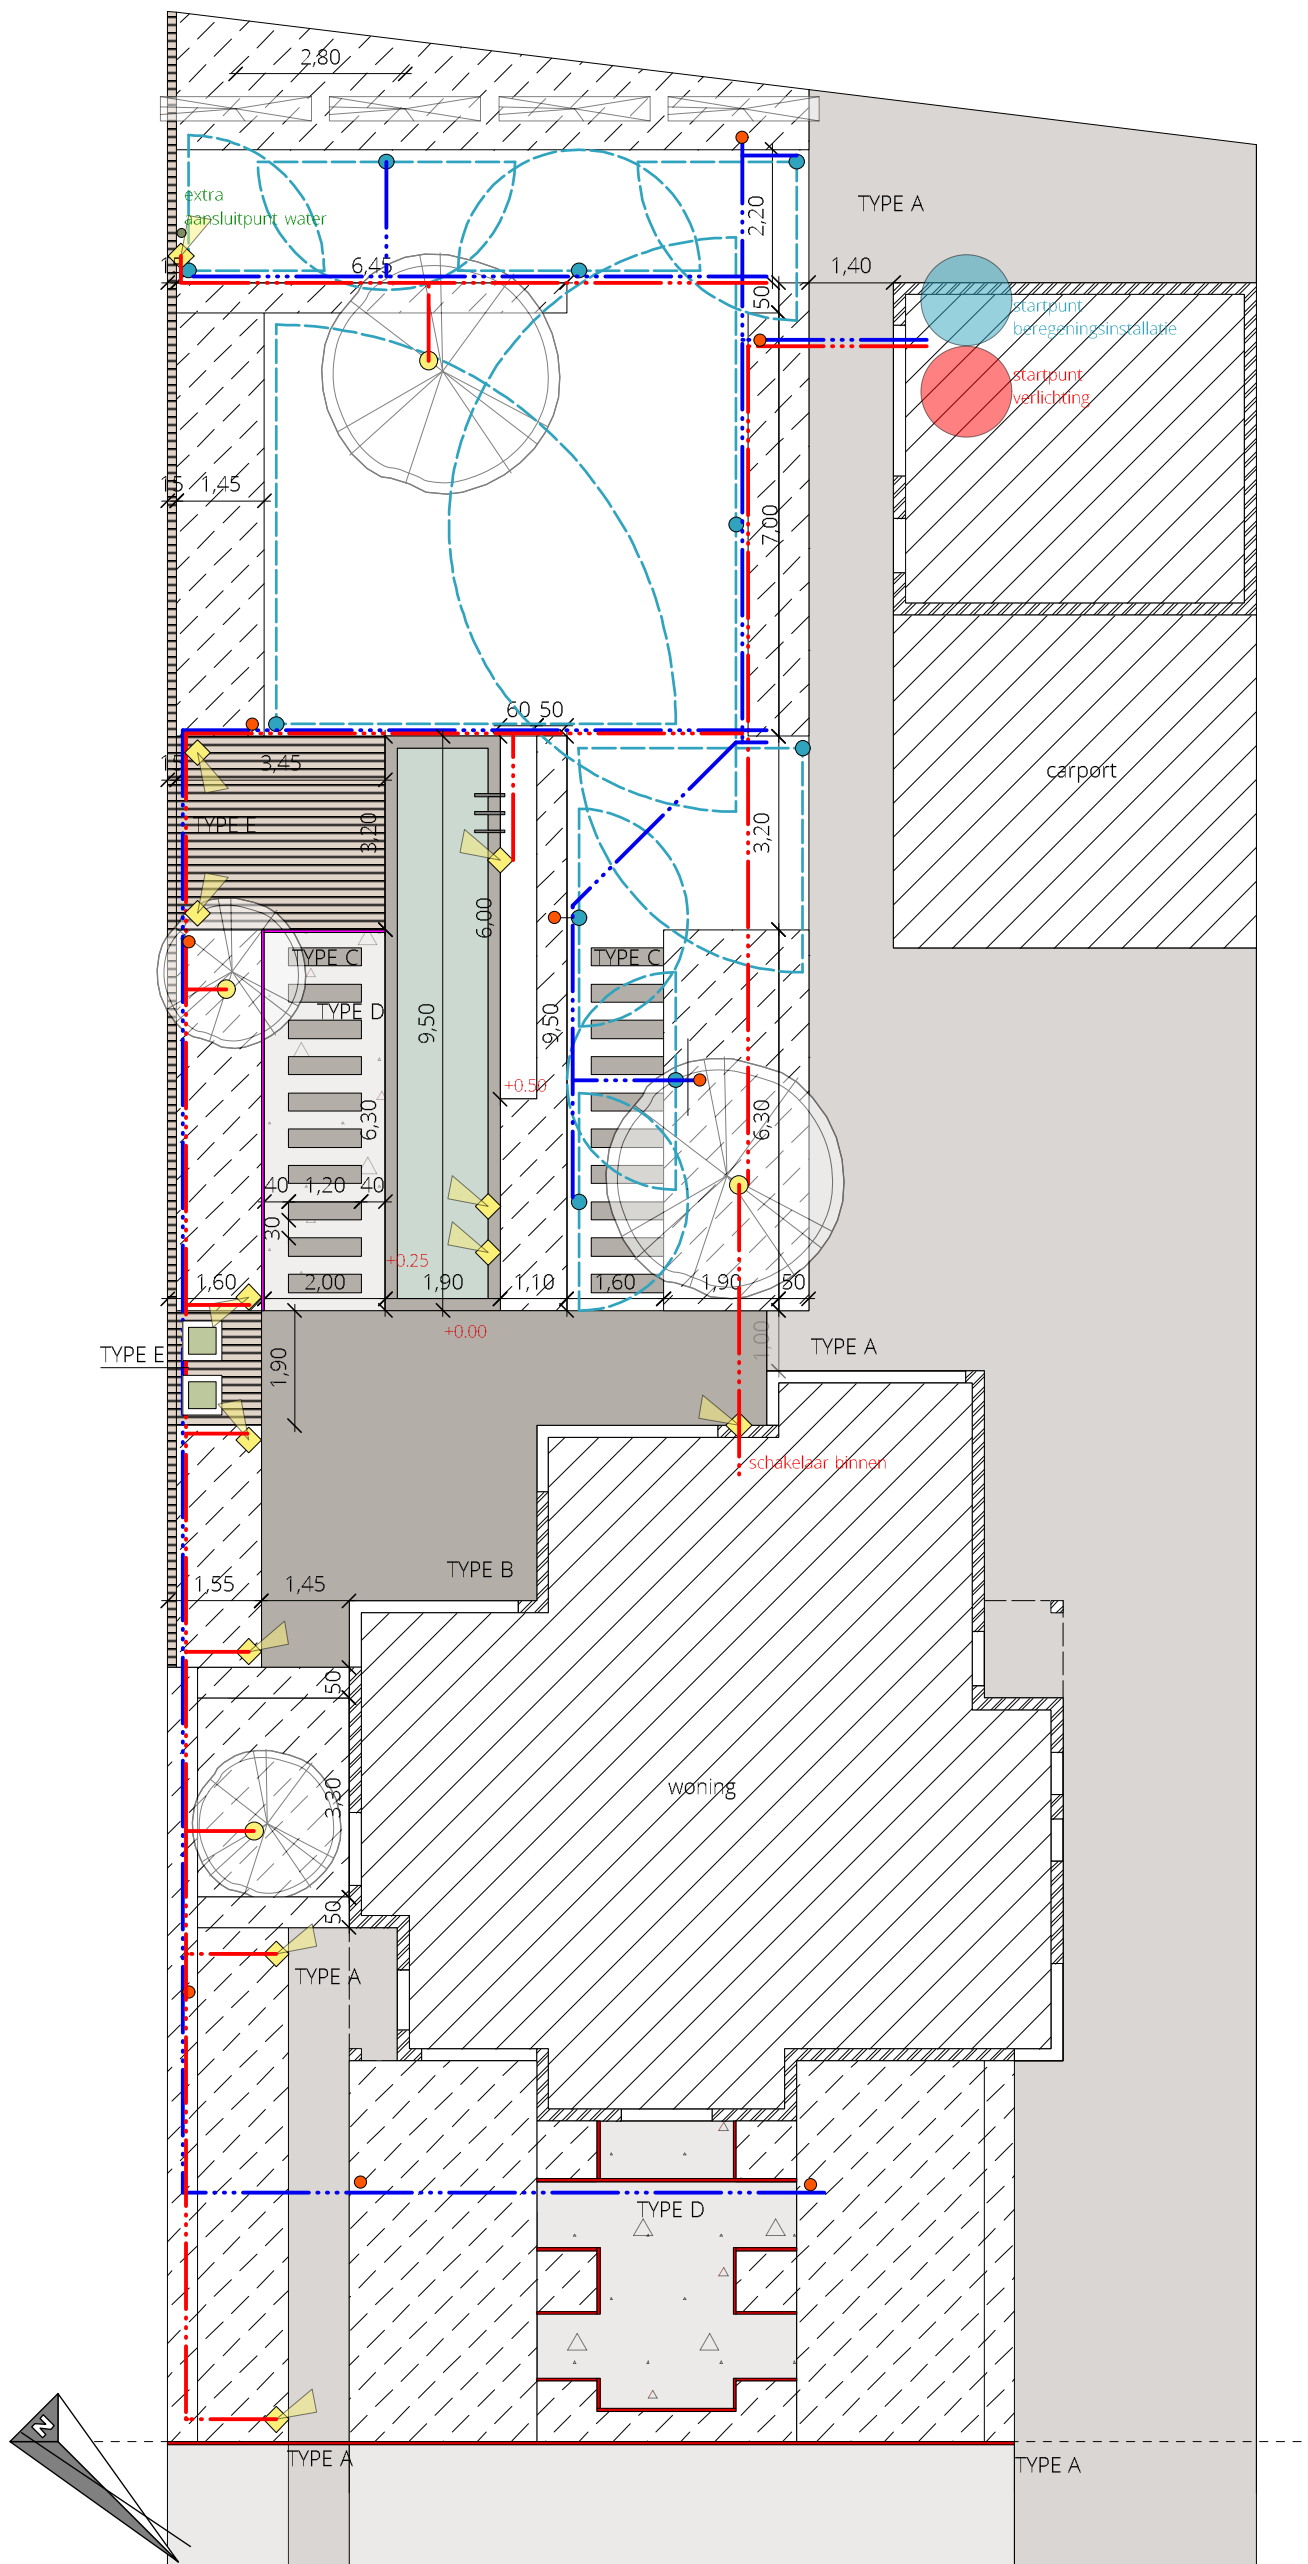 2,80
extra
aansluitpunt water
2,20
TYPE A
15
6,45
50
1,40
startpunt
beregeningsinstallatie
startpunt
verlichting
15
1,45
7,00
60
50
15
3,45
carport
TYPE E
3,20
3,20
6,00
TYPE C
TYPE C
TYPE D
9,50
9,50
+0.50
6,30
6,30
40
1,20
40
30
+0.25
1,60
2,00
1,90
1,10
1,60
1,90
50
+0.00
1,00
TYPE A
TYPE E
1,90
schakelaar binnen
TYPE B
1,55
1,45
50
woning
3,30
50
TYPE A
TYPE D
N
TYPE A
TYPE A